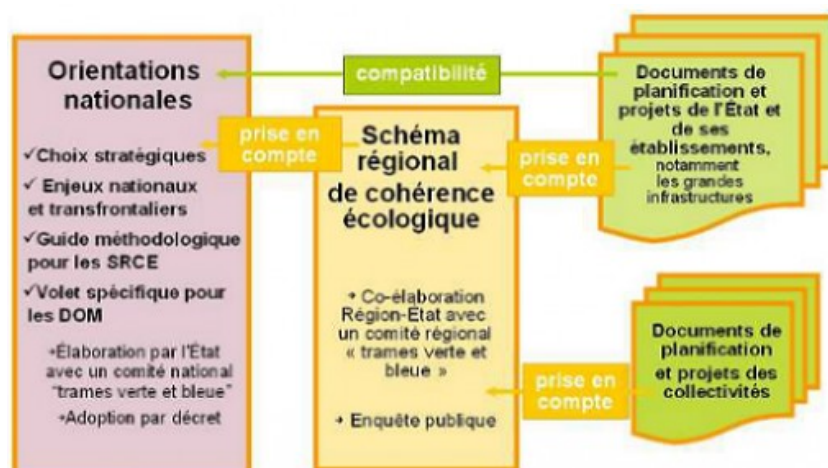 Orientations
nationales
✓Choix stratégiques
✓ Enjeux nationaux
et transfrontaliers
✓Guide méthodologique
pour les SRCE
✓Volet spécifique pour
les DOM
→Élaboration par l'État
avec un comité national
"trames verte et bleue"
→Adoption par décret
compatibilité
prise en
compte
Schéma
régional
de cohérence
écologique
→ Co-élaboration
Région-État avec
un comité régional
« trames verte et
bleue »
→ Enquête publique
prise en
compte
Documents de
planification et
projets de l'État et
de ses
établissements,
notamment
les grandes
infrastructures
prise en
compte
Documents de
planification
et projets des
collectivités